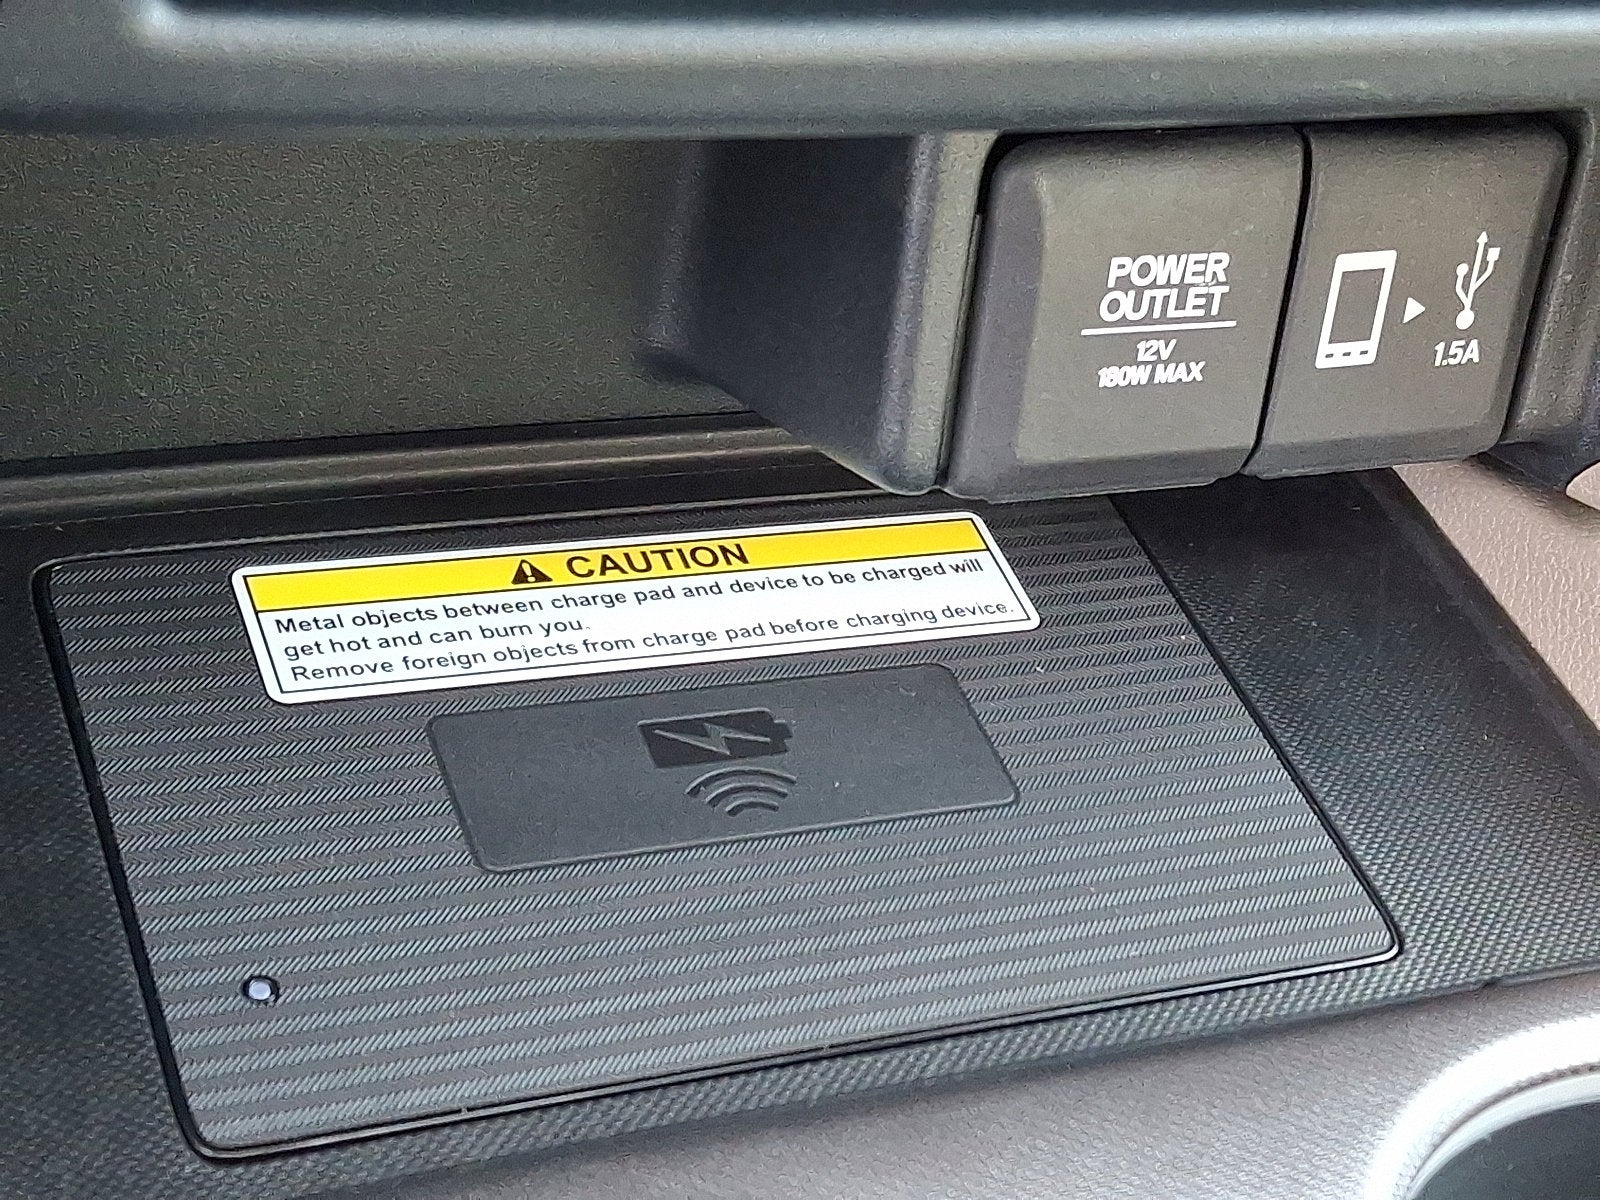 POWER
OUTLET
12V
180W MAX
1.5A
CAUTION
Metal objects between charge pad and device to be charged will
get hot and can burn you.
Remove foreign objects from charge pad before charging device.